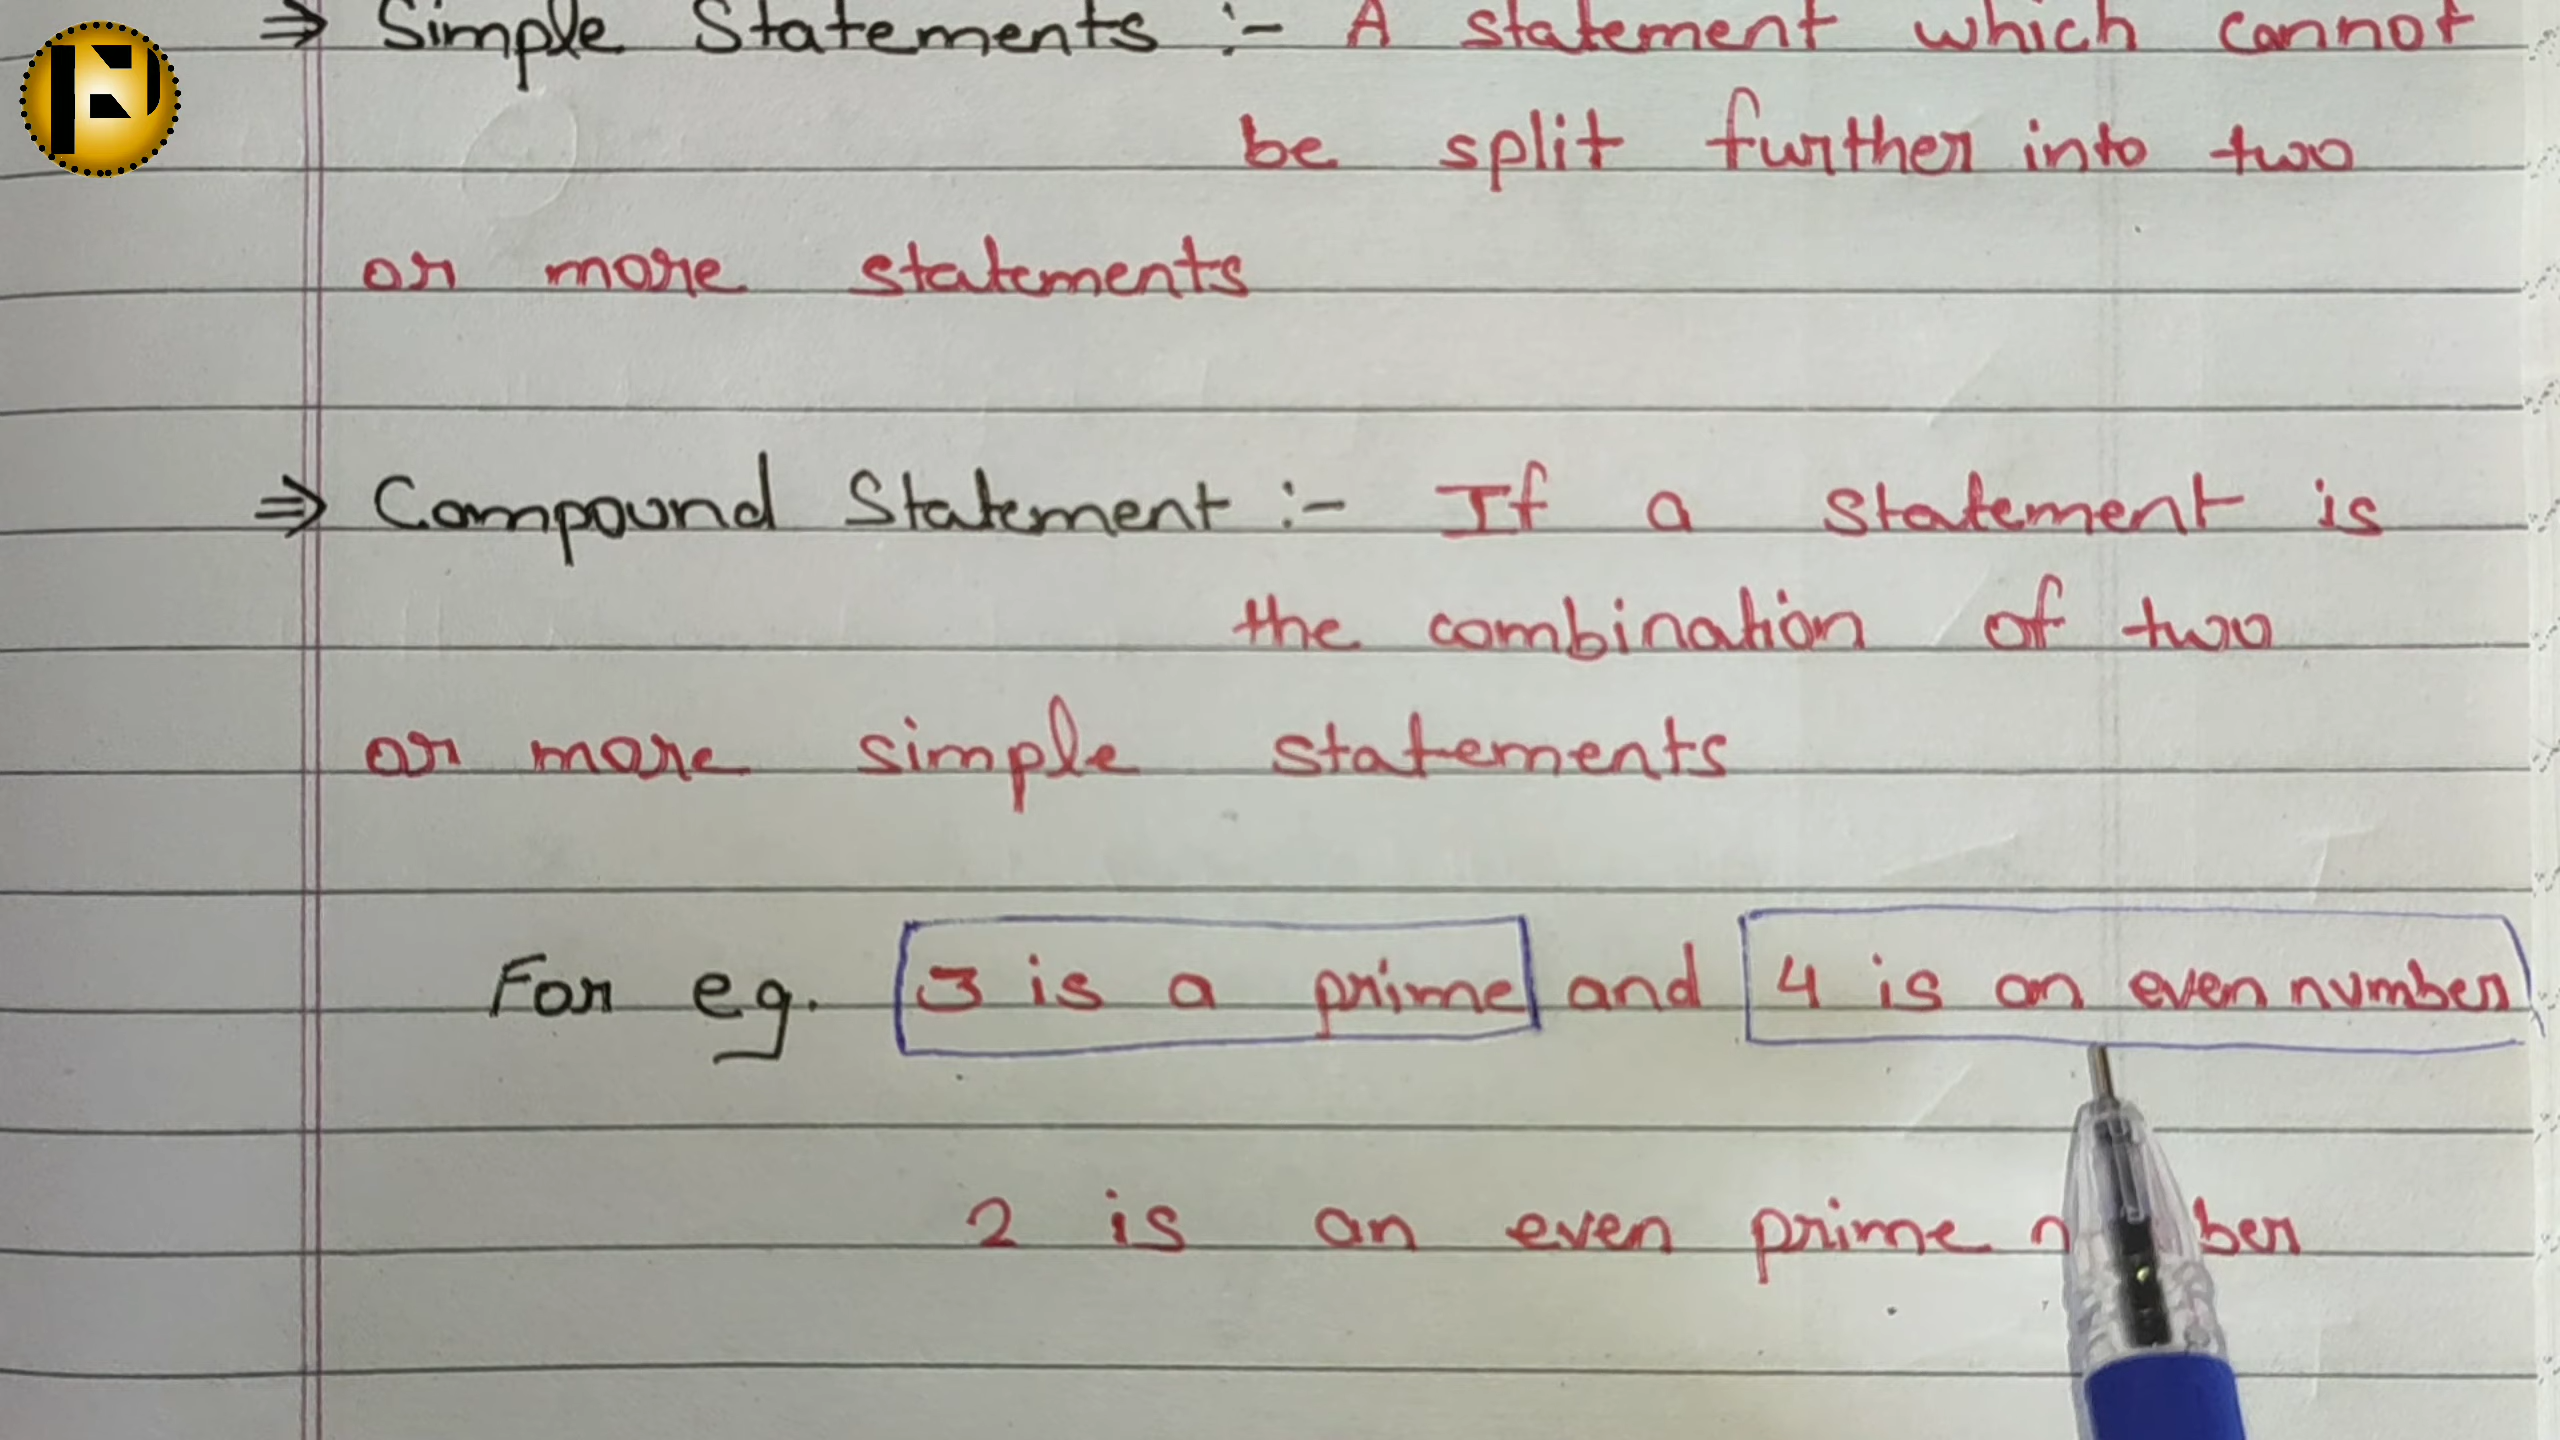 ⇒ Simple Statements :- A statement which cannot
be split further into two
or more statements
⇒ Compound Statement :- If a statement is
the combination of two
or more simple statements
For eg. 3 is a prime and 4 is an even number
2 is an even prime